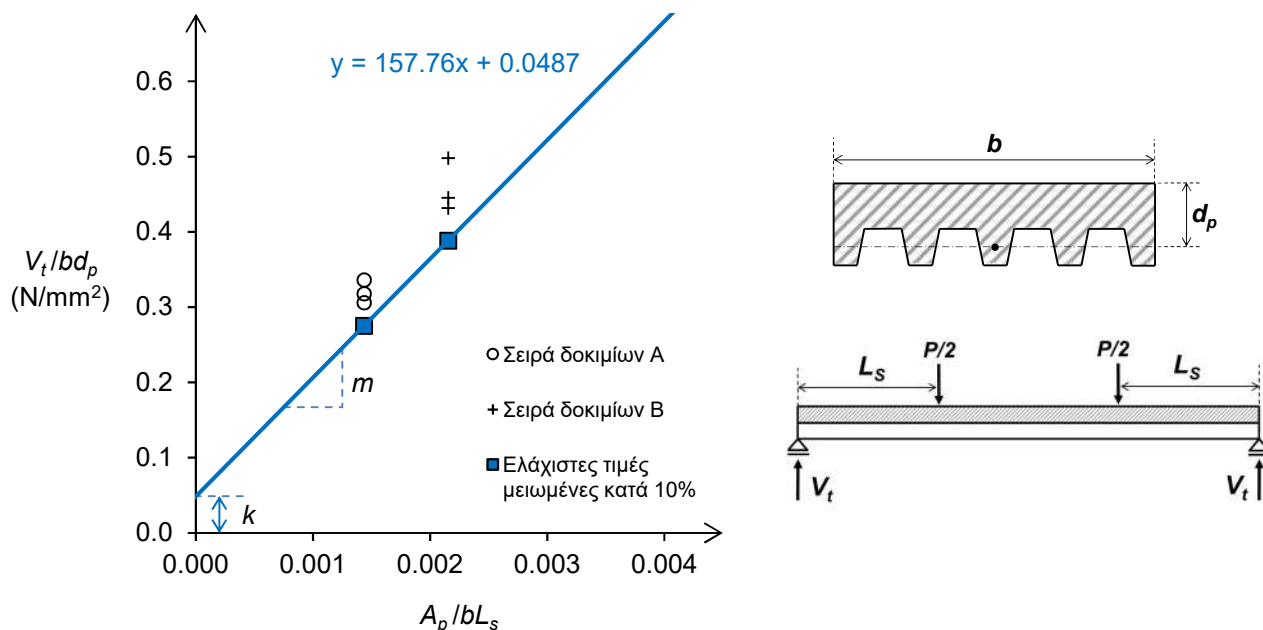 y = 157.76x + 0.0487
0.6
0.5
0.4
0.3
0.2
0.1
0.0
V_t/bd_p
(N/mm²)
m
k
Σειρά δοκιμίων Α
Σειρά δοκιμίων Β
Ελάχιστες τιμές
μειωμένες κατά 10%
0.000 0.001 0.002 0.003 0.004
A_p/bL_s
b
d_p
P/2 P/2
L_S L_S
V_t V_t